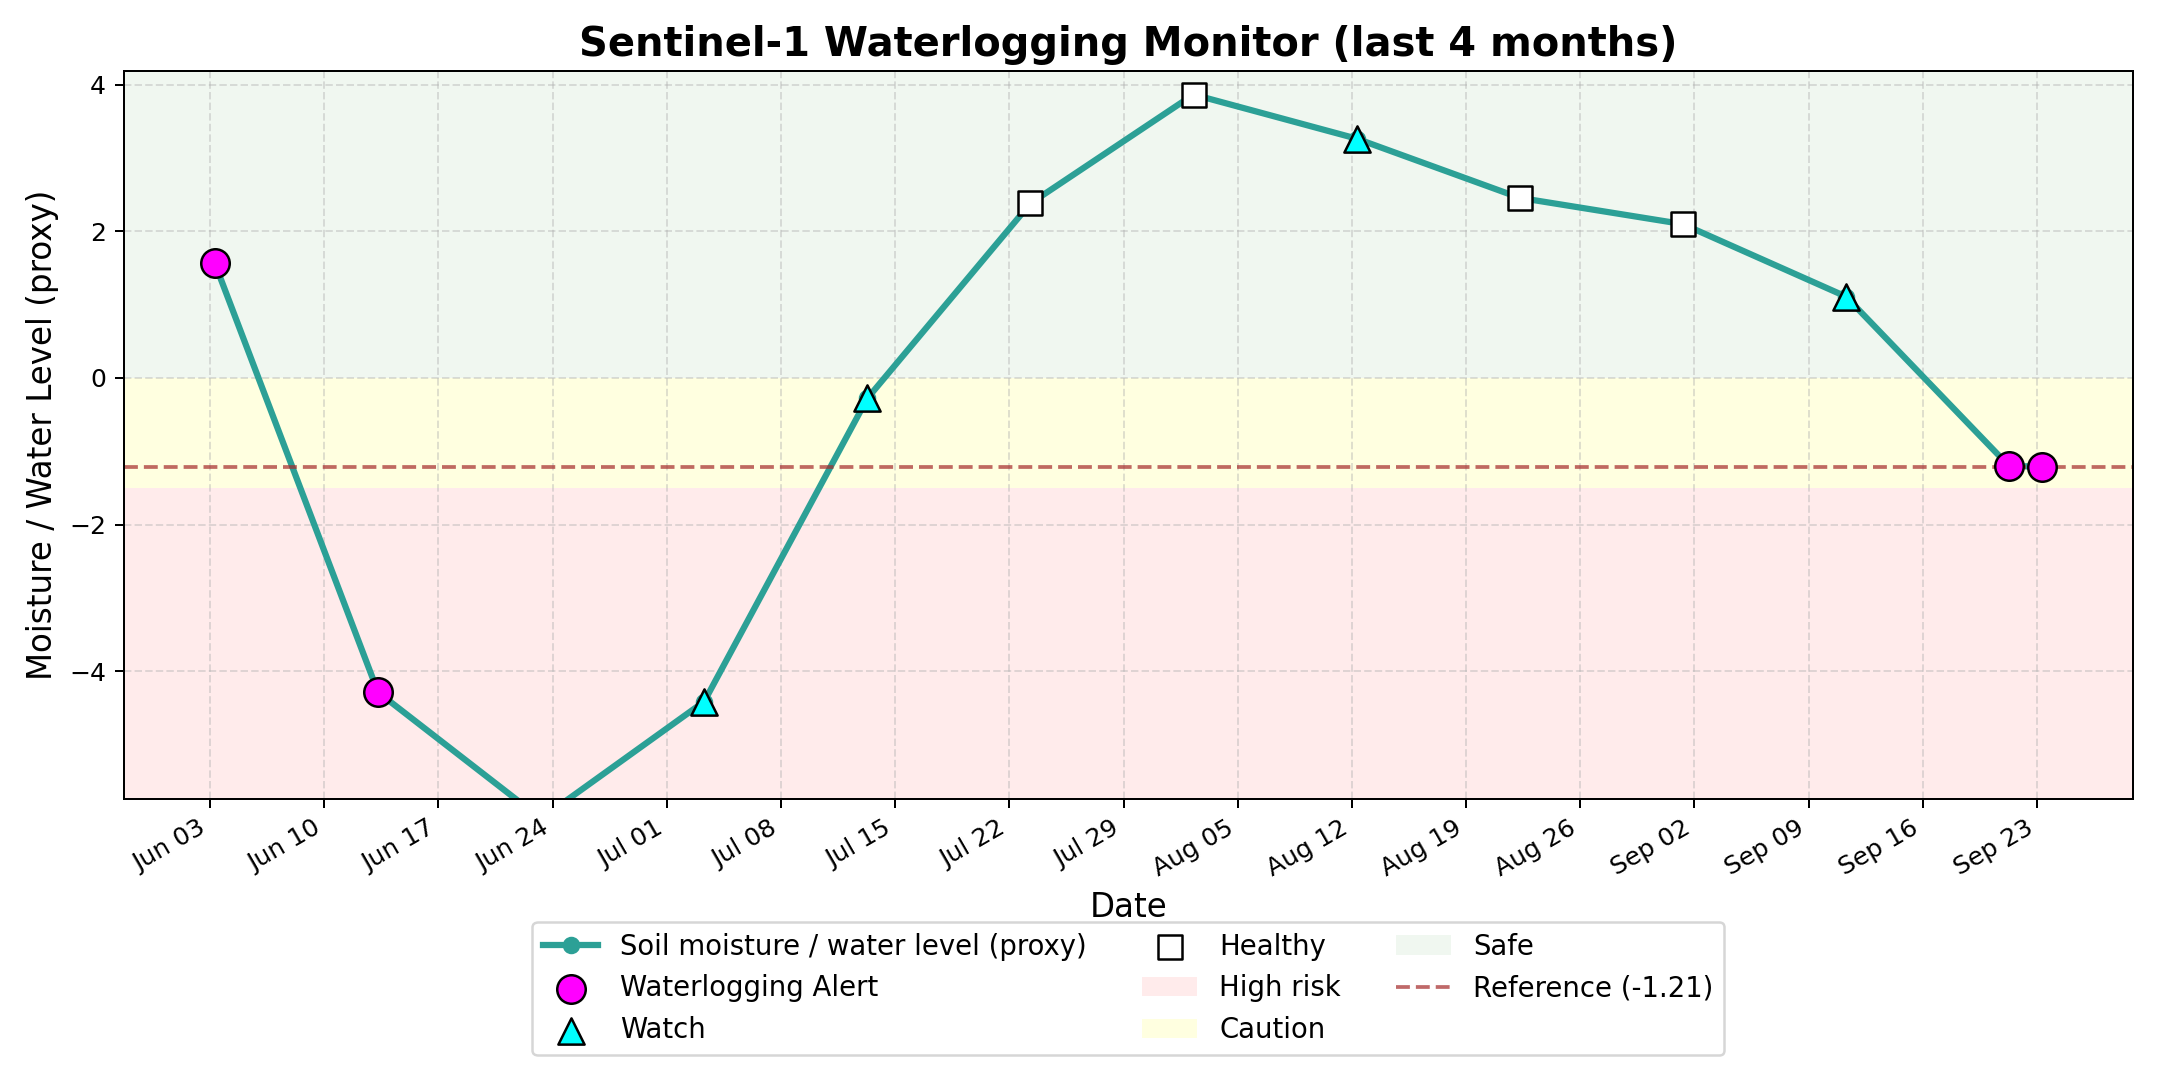 Sentinel-1 Waterlogging Monitor (last 4 months)
Moisture / Water Level (proxy)
4
2
0
−2
−4
Jun 03
Jun 10
Jun 17
Jun 24
Jul 01
Jul 08
Jul 15
Jul 22
Jul 29
Aug 05
Aug 12
Aug 19
Aug 26
Sep 02
Sep 09
Sep 16
Sep 23
Date
Soil moisture / water level (proxy)
Waterlogging Alert
Watch
Healthy
High risk
Caution
Safe
Reference (-1.21)